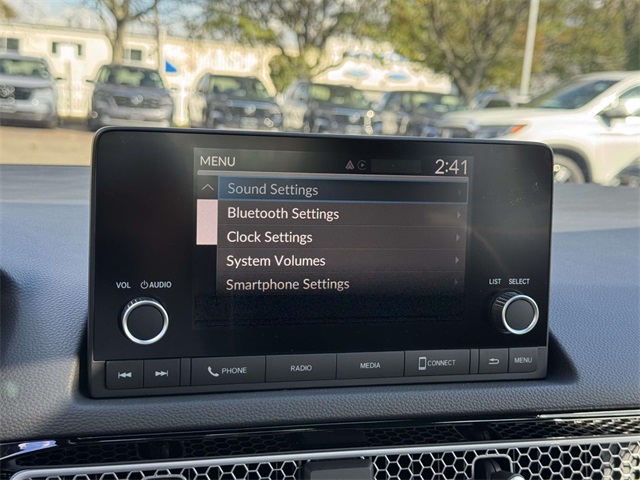 MENU 2:41
Sound Settings
Bluetooth Settings
Clock Settings
System Volumes
Smartphone Settings
VOL AUDIO
LIST SELECT
PHONE RADIO MEDIA CONNECT MENU